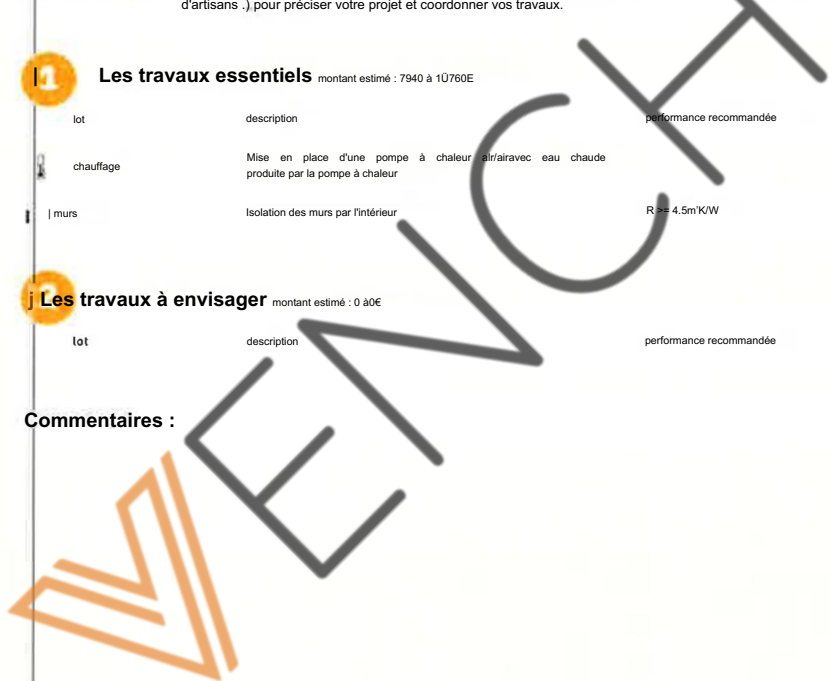 d'artisans .) pour préciser votre projet et coordonner vos travaux.
1 Les travaux essentiels montant estimé : 7940 à 1Ü760E
lot description performance recommandée
chauffage Mise en place d'une pompe à chaleur alr/airavec eau chaude
produite par la pompe à chaleur
| murs Isolation des murs par l'intérieur R >= 4.5m'K/W
j Les travaux à envisager montant estimé : 0 à0€
lot description performance recommandée
Commentaires :
VENCH